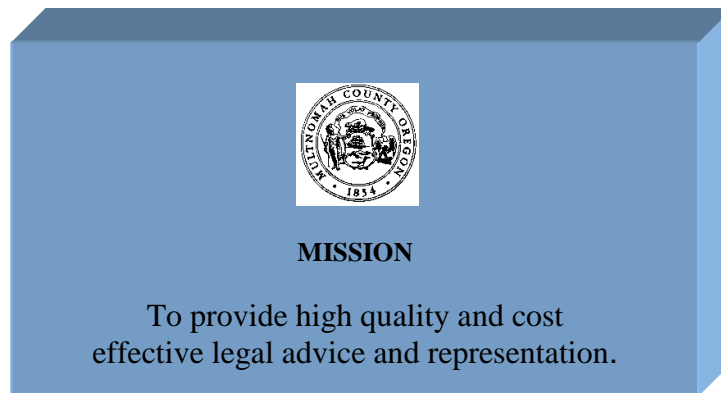 MULTNOMAH COUNTY OREGON
· 1854 ·
MISSION
To provide high quality and cost
effective legal advice and representation.